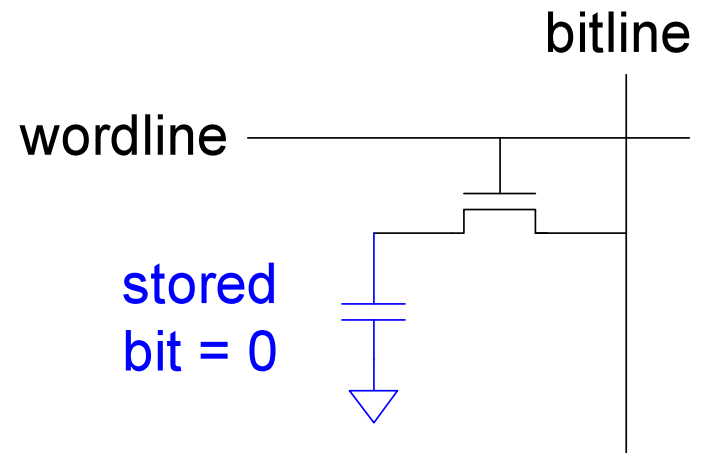 bitline
wordline
stored
bit = 0